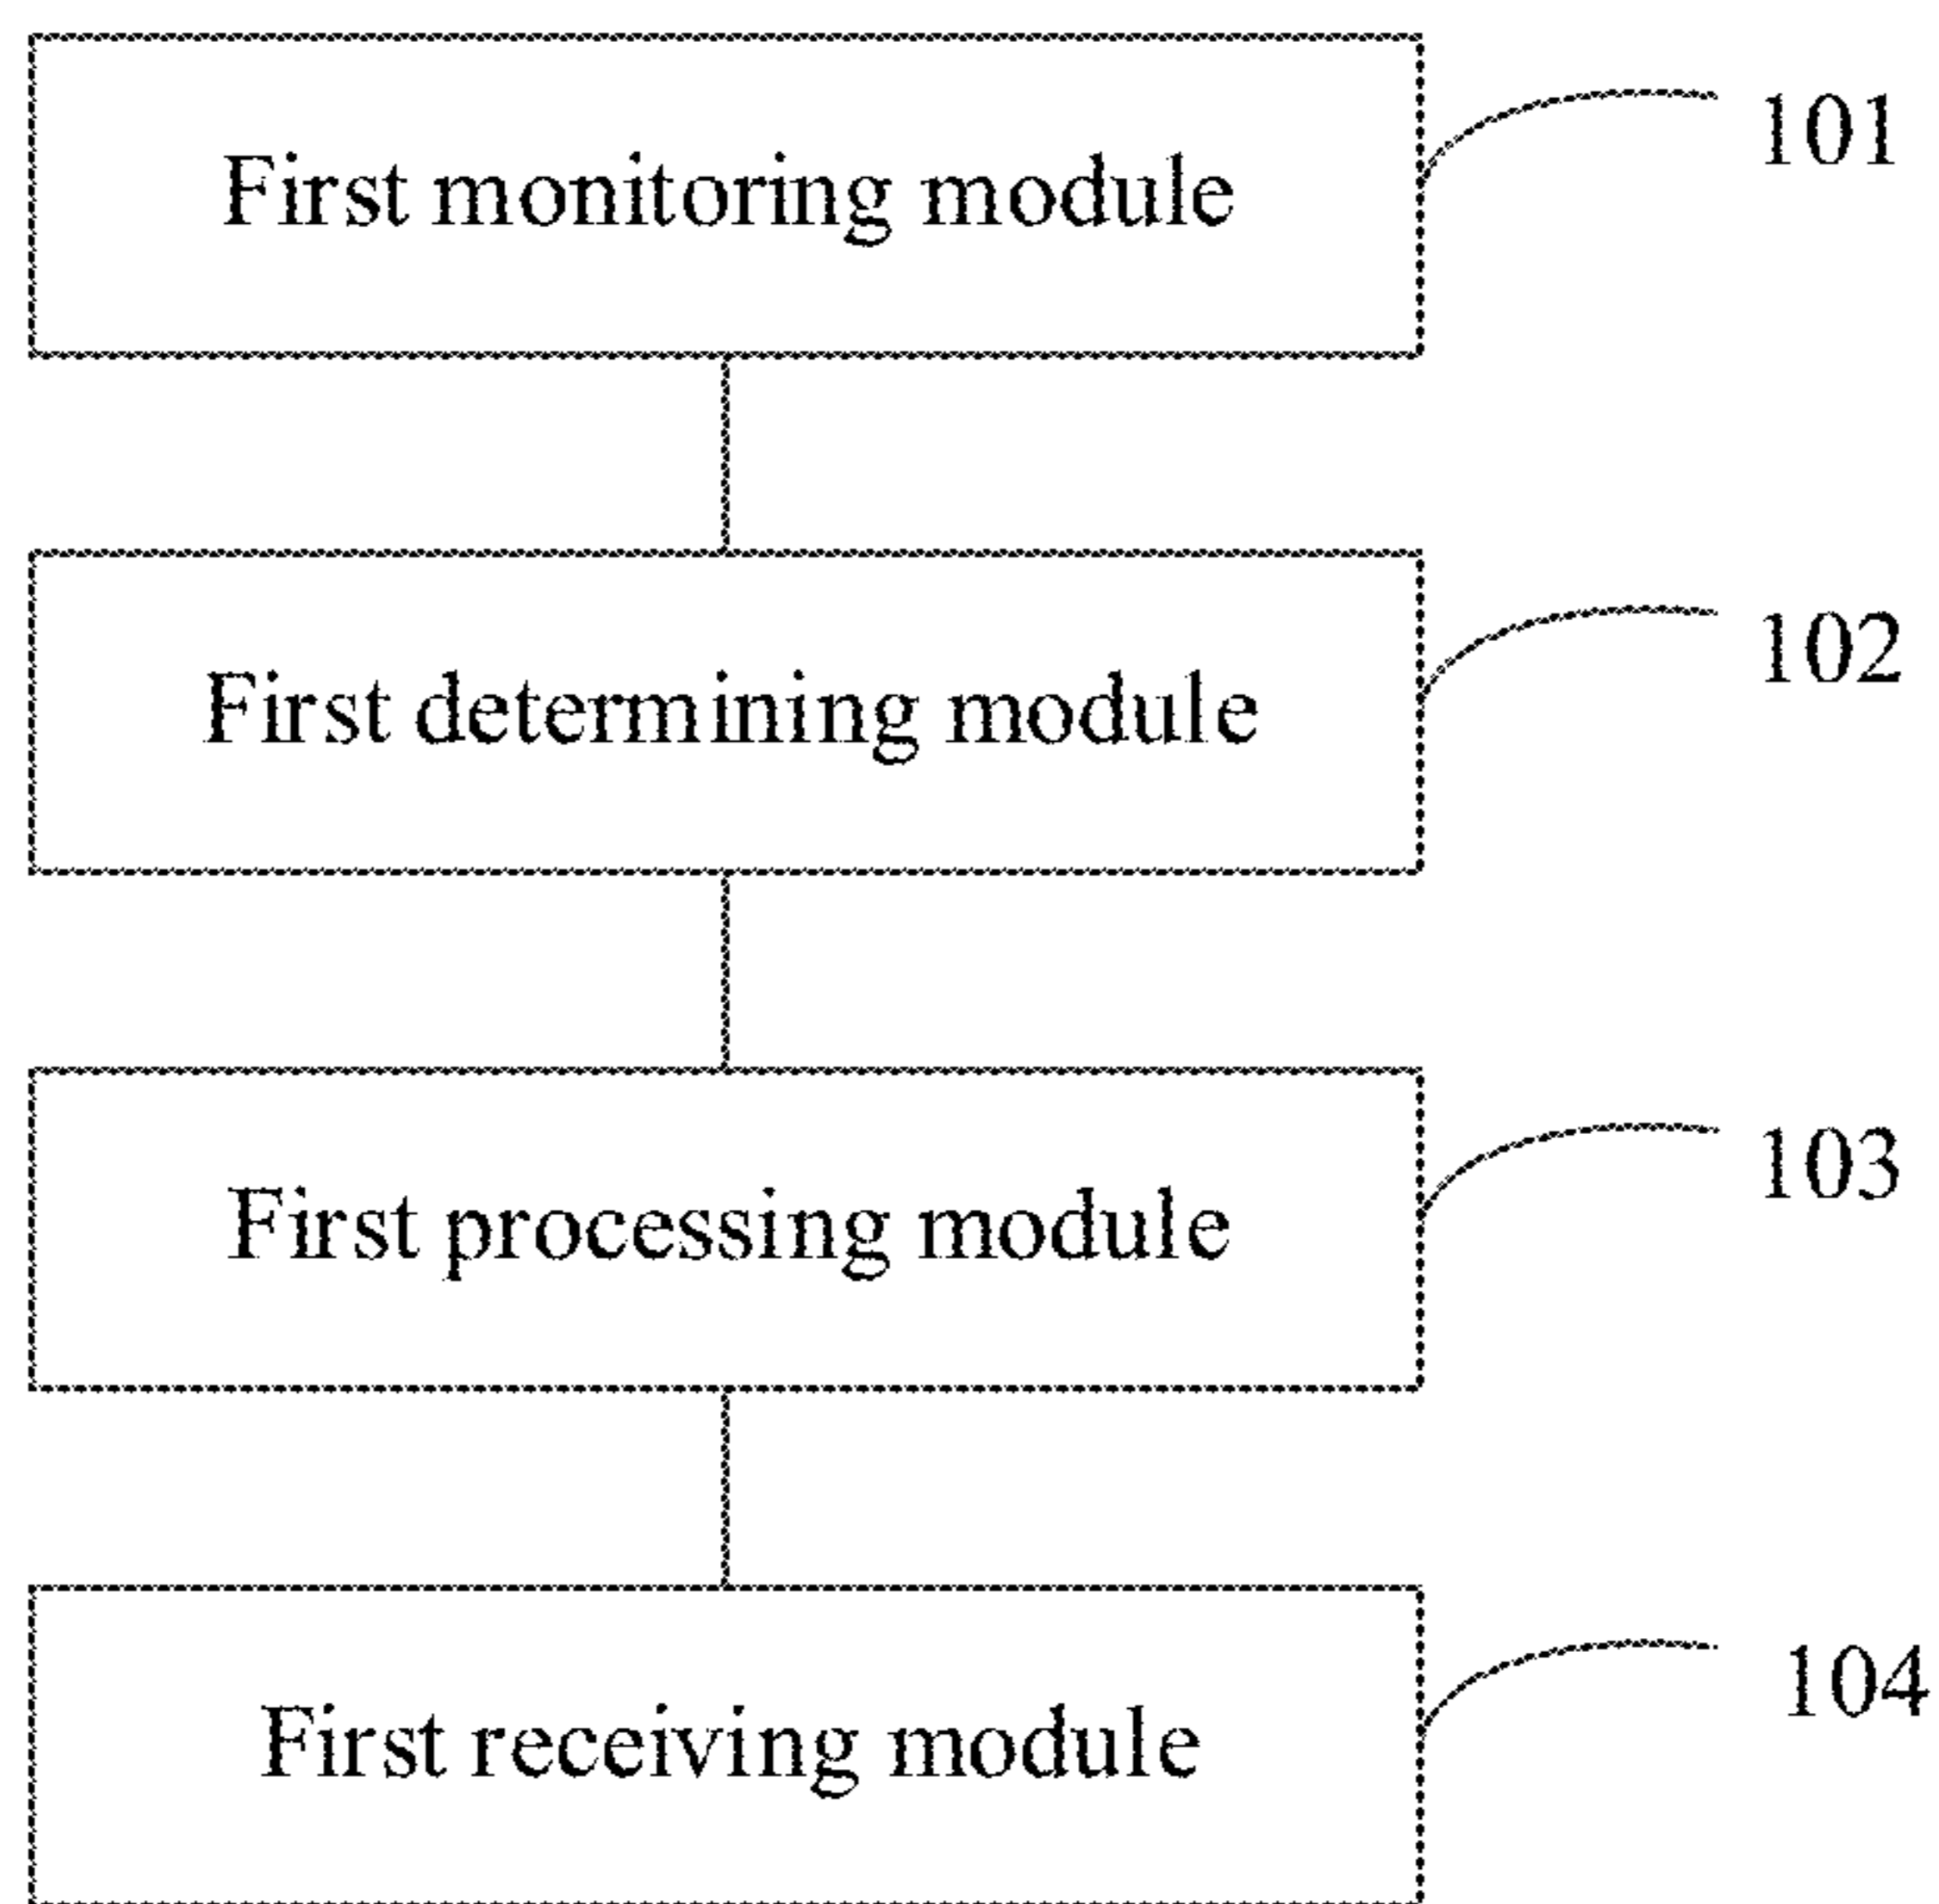 First monitoring module 101
First determining module 102
First processing module 103
First receiving module 104